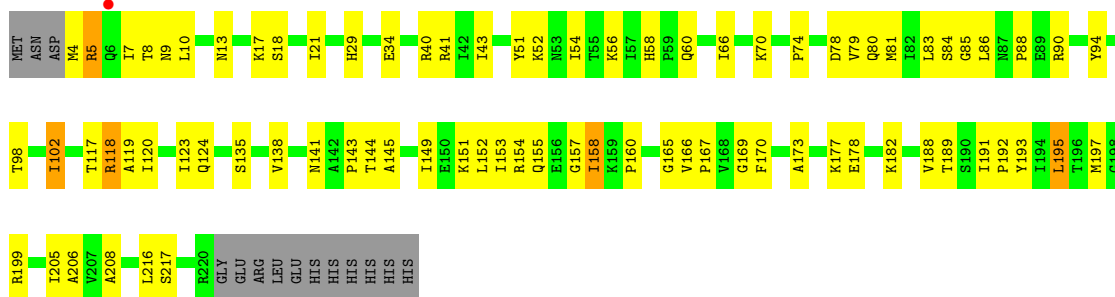 MET ASN ASP M4 R5 Q6 I7 T8 N9 L10 N13 K17 S18 I21 H29 E34 R40 R41 I42 I43 Y51 K52 N53 I54 T55 K56 I57 H58 P59 Q60 I66 K70 P74 D78 V79 Q80 M81 I82 L83 S84 G85 L86 N87 P88 E89 R90 Y94
T98 I102 T117 R118 A119 I120 I123 Q124 S135 V138 N141 A142 P143 T144 A145 I149 E150 K151 L152 I153 R154 Q155 E156 G157 I158 K159 P160 G165 V166 P167 V168 G169 F170 A173 K177 E178 K182 V188 T189 S190 I191 P192 Y193 I194 L195 T196 M197 G198
R199 I205 A206 V207 A208 L216 S217 R220 GLY GLU ARG LEU GLU HIS HIS HIS HIS HIS HIS